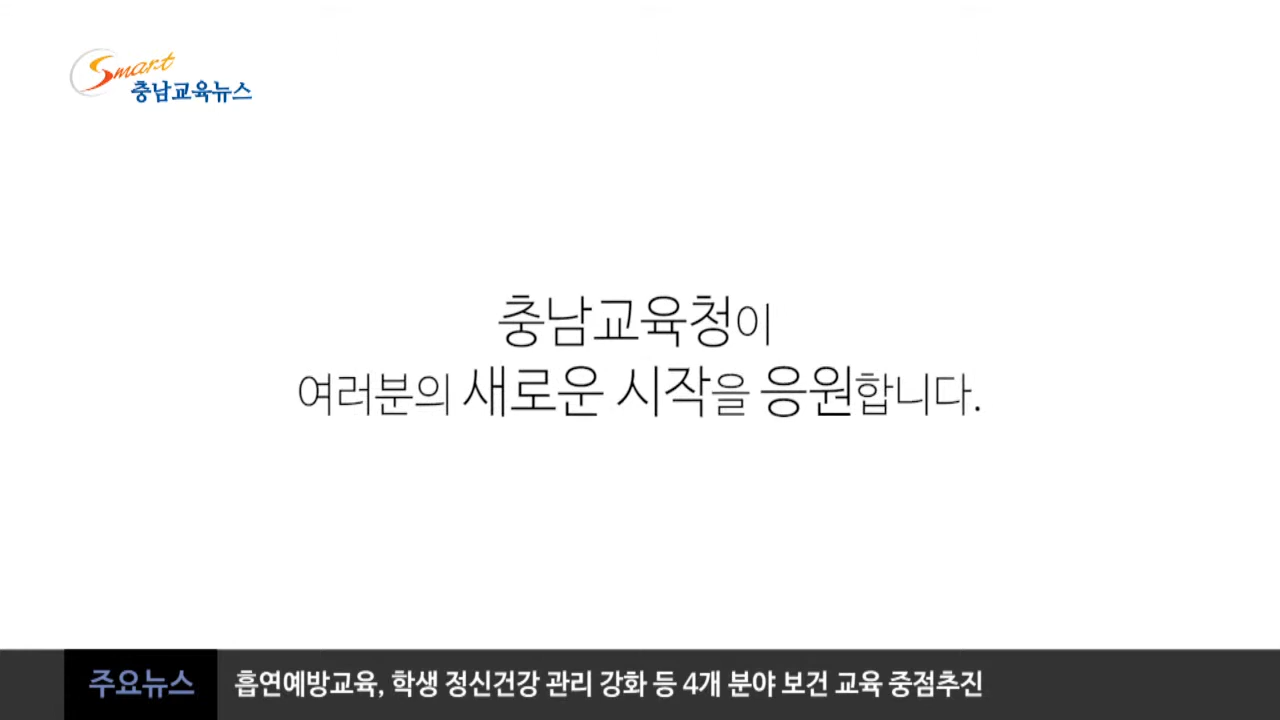 Smart
충남교육뉴스
충남교육청이
여러분의 새로운 시작을 응원합니다.
주요뉴스 흡연예방교육, 학생 정신건강 관리 강화 등 4개 분야 보건 교육 중점추진